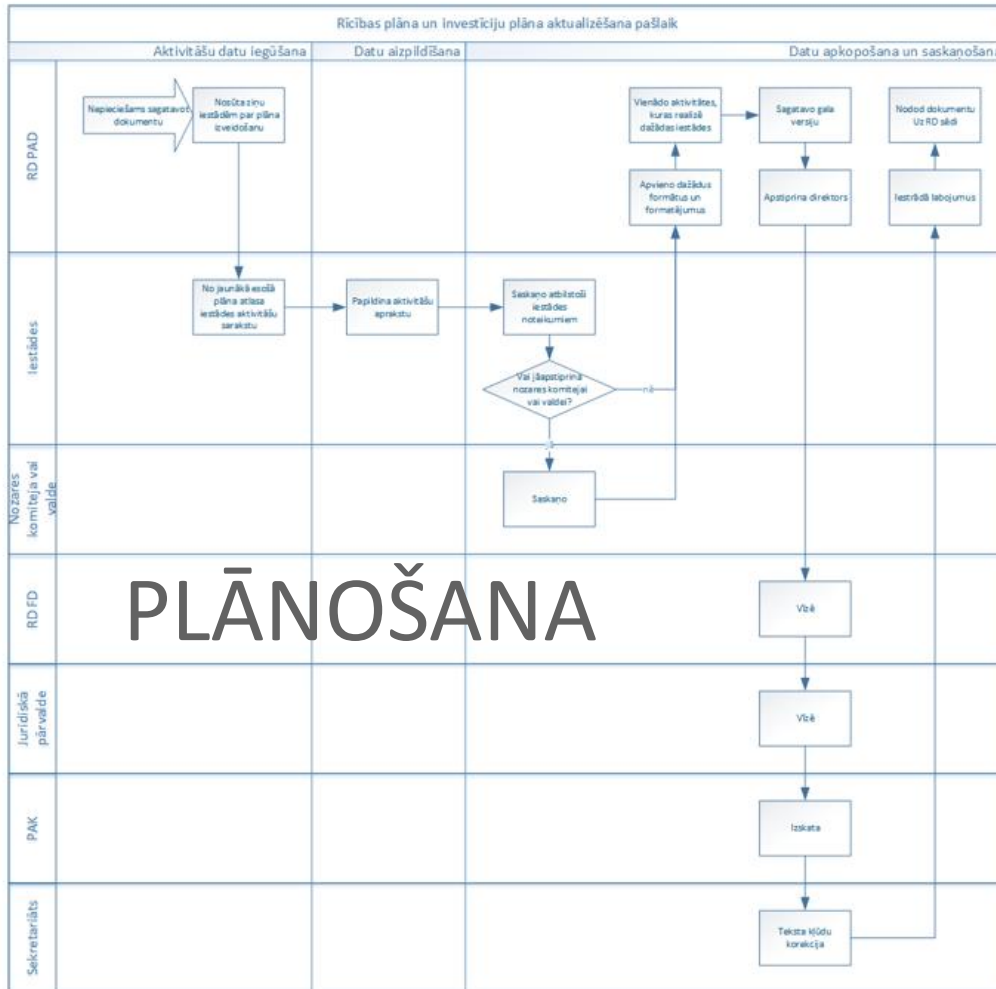 Rīcības plāna un investīciju plāna aktualizēšana pašlaik
Aktivitāšu datu iegūšana
Datu aizpildīšana
Datu apkopošana un saskaņošana
RD PAD
Nepieciešams sagatavot
dokumentu
Nosūta ziņu
iestādēm par plāna
izveidošanu
Vienādo aktivitātes,
kuras realizē
dažādas iestādes
Sagatavo gala
versiju
Nodod dokumentu
Uz RD sēdi
Apvieno dažādus
formātus un
formatējumus
Apstiprina direktors
Iestrādā labojumus
Iestādes
No jaunākā esošā
plāna atlasa
iestādes aktivitāšu
sarakstu
Papildina aktivitāšu
aprakstu
Saskaņo atbilstoši
iestādes
noteikumiem
Vai jāapstiprina
nozares komitejai
vai valdei?
nē
jā
Nozares
komiteja vai
valde
Saskaņo
RD FD
PLĀNOŠANA
Vīzē
Juridiskā
pārvalde
Vīzē
PAK
Izskata
Sekretariāts
Teksta kļūdu
korekcija